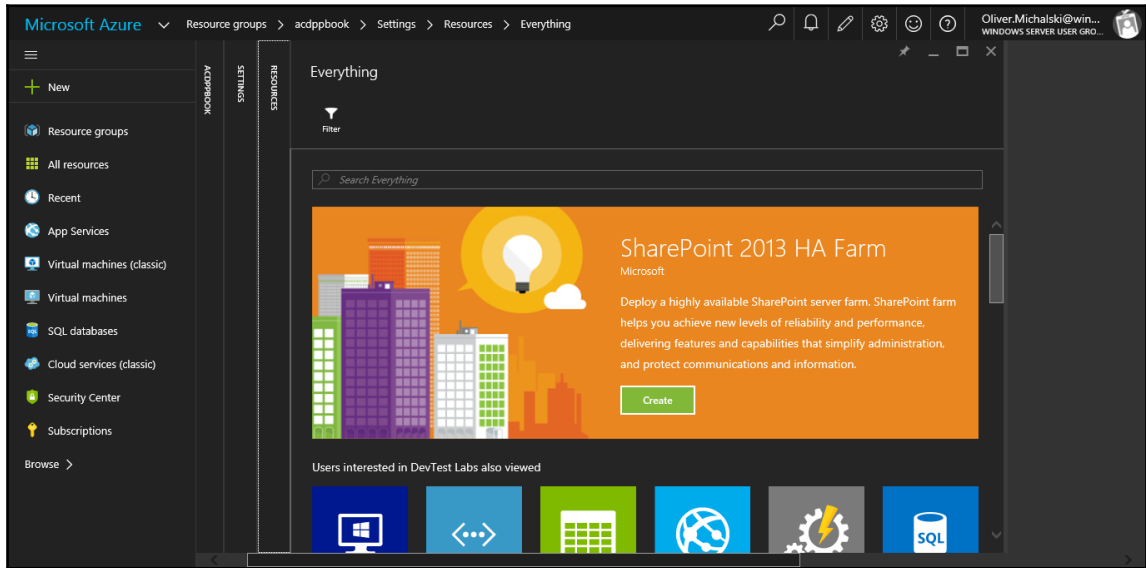 Microsoft Azure Resource groups > acdppbook > Settings > Resources > Everything
Oliver.Michalski@win...
WINDOWS SERVER USER GRO...
New
Resource groups
All resources
Recent
App Services
Virtual machines (classic)
Virtual machines
SQL databases
Cloud services (classic)
Security Center
Subscriptions
Browse >
ACDPPBOOK
SETTINGS
RESOURCES
Everything
Filter
Search Everything
SharePoint 2013 HA Farm
Microsoft
Deploy a highly available SharePoint server farm. SharePoint farm
helps you achieve new levels of reliability and performance,
delivering features and capabilities that simplify administration,
and protect communications and information.
Create
Users interested in DevTest Labs also viewed
SQL